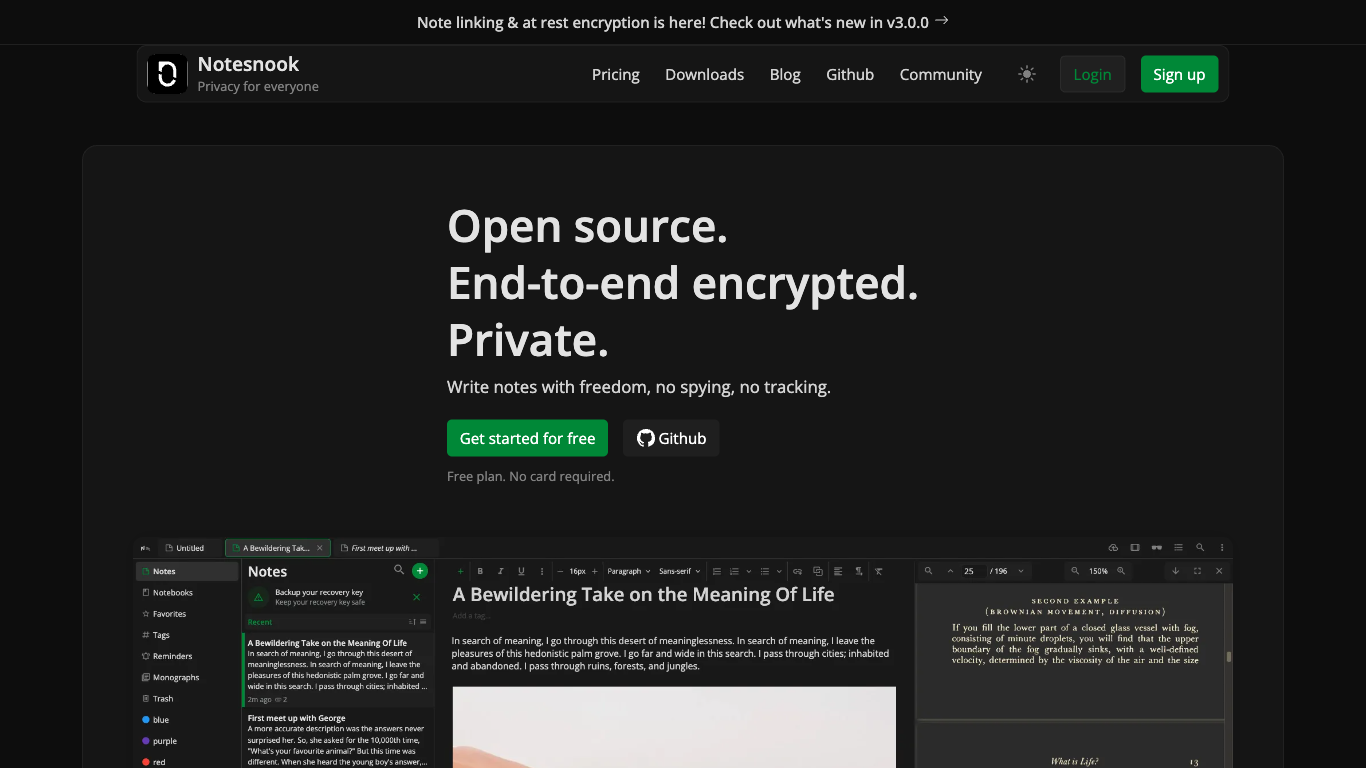 Note linking & at rest encryption is here! Check out what's new in v3.0.0 →
Notesnook
Privacy for everyone
Pricing
Downloads
Blog
Github
Community
Login
Sign up
Open source.
End-to-end encrypted.
Private.
Write notes with freedom, no spying, no tracking.
Get started for free
Github
Free plan. No card required.
Untitled
A Bewildering Tak...
First meet up with ...
Notes
Notebooks
Favorites
Tags
Reminders
Monographs
Trash
blue
purple
red
Notes
Backup your recovery key
Keep your recovery key safe
Recent
A Bewildering Take on the Meaning Of Life
In search of meaning, I go through this desert of
meaninglessness. In search of meaning, I leave the
pleasures of this hedonistic palm grove. I go far and
wide in this search. I pass through cities; inhabited ...
2m ago 2
First meet up with George
A more accurate description was the answers never
surprised her. So, she asked for the 10,000th time,
"What's your favourite animal?" But this time was
different. When she heard the young boy's answer,...
B I U − 16px + Paragraph Sans-serif
A Bewildering Take on the Meaning Of Life
Add a tag...
In search of meaning, I go through this desert of meaninglessness. In search of meaning, I leave the
pleasures of this hedonistic palm grove. I go far and wide in this search. I pass through cities; inhabited
and abandoned. I pass through ruins, forests, and jungles.
25 / 196 150%
SECOND EXAMPLE
(BROWNIAN MOVEMENT, DIFFUSION)
If you fill the lower part of a closed glass vessel with fog,
consisting of minute droplets, you will find that the upper
boundary of the fog gradually sinks, with a well-defined
velocity, determined by the viscosity of the air and the size
What is Life? 13